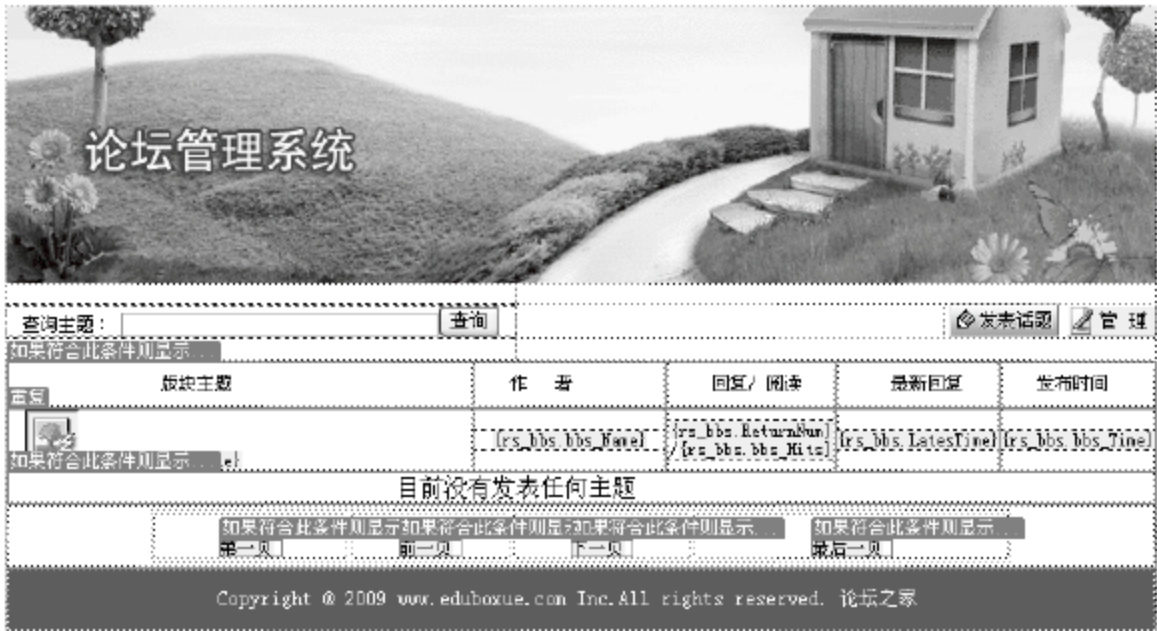 论坛管理系统
查询主题： 查询 发表话题 管 理
如果符合此条件则显示...
版块主题 作 者 回复/ 阅读 最新回复 发布时间
重复
{rs_bbs.bbs_Name} {rs_bbs.ReturnNum} {rs_bbs.LatesTime} {rs_bbs.bbs_Time}
/{rs_bbs.bbs_Hits}
如果符合此条件则显示... e}
目前没有发表任何主题
如果符合此条件则显示 如果符合此条件则显示 如果符合此条件则显示... 如果符合此条件则显示...
第一页 前一页 下一页 最后一页
Copyright @ 2009 www.eduboxue.com Inc.All rights reserved. 论坛之家